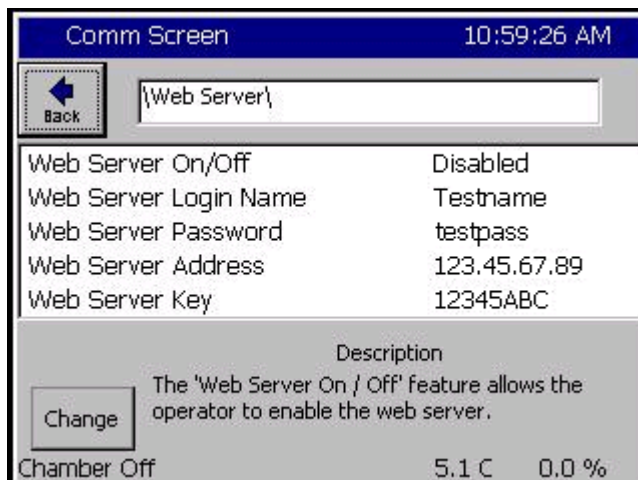 Comm Screen 10:59:26 AM
Back
\Web Server\
Web Server On/Off Disabled
Web Server Login Name Testname
Web Server Password testpass
Web Server Address 123.45.67.89
Web Server Key 12345ABC
Description
The 'Web Server On / Off' feature allows the
operator to enable the web server.
Change
Chamber Off 5.1 C 0.0 %